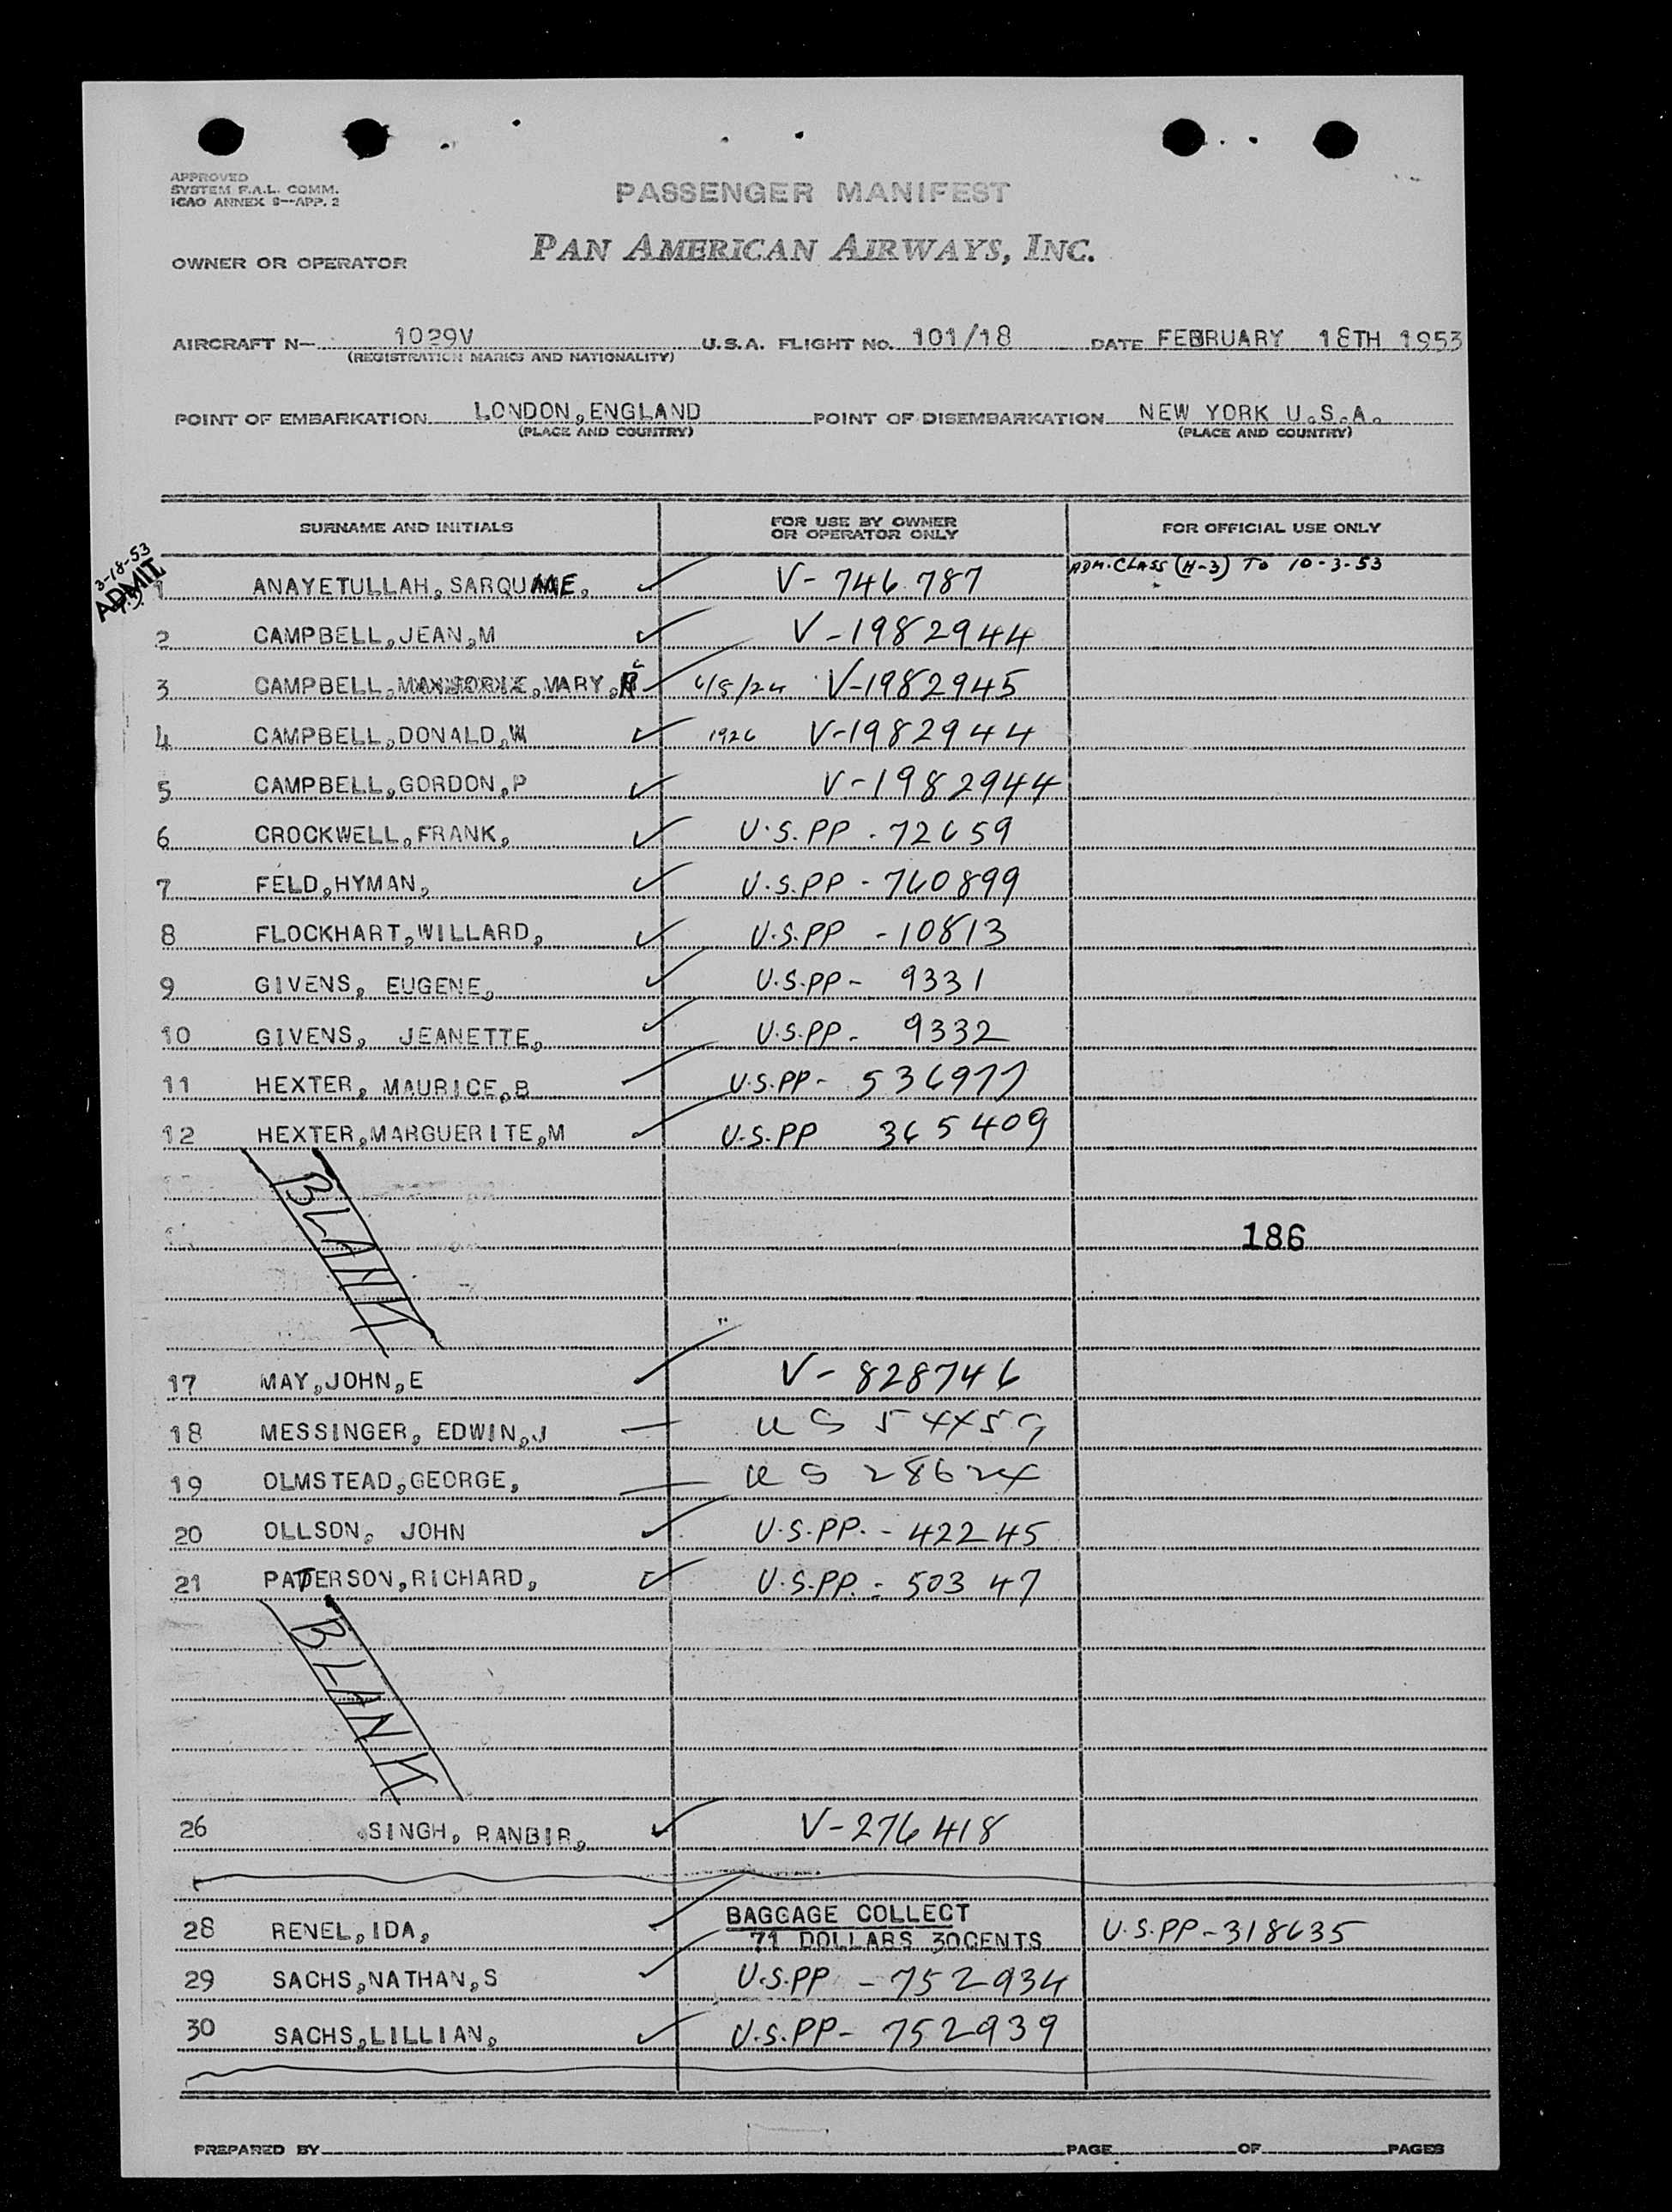 APPROVED
SYSTEM F.A.L. COMM.
ICAO ANNEX 9--APP. 2
PASSENGER MANIFEST
OWNER OR OPERATOR PAN AMERICAN AIRWAYS, INC.
AIRCRAFT N- 1029V U.S.A. FLIGHT NO. 101/18 DATE FEBRUARY 18TH 1953
(REGISTRATION MARKS AND NATIONALITY)
POINT OF EMBARKATION LONDON, ENGLAND POINT OF DISEMBARKATION NEW YORK U.S.A.
(PLACE AND COUNTRY) (PLACE AND COUNTRY)
SURNAME AND INITIALS FOR USE BY OWNER OR OPERATOR ONLY FOR OFFICIAL USE ONLY
3-18-53
ADMIT
1 ANAYETULLAH, SARQUAME, V- 746787 ADM. CLASS (H-3) TO 10-3-53
2 CAMPBELL, JEAN, M V-1982944
3 CAMPBELL, MARY, 6/8/24 V-1982945
4 CAMPBELL, DONALD, W 1926 V-1982944
5 CAMPBELL, GORDON, P V-1982944
6 CROCKWELL, FRANK, U.S.PP - 72659
7 FELD, HYMAN, U.S.PP - 760899
8 FLOCKHART, WILLARD, U.S.PP - 10813
9 GIVENS, EUGENE, U.S.PP - 9331
10 GIVENS, JEANETTE, U.S.PP - 9332
11 HEXTER, MAURICE, B U.S.PP - 536977
12 HEXTER, MARGUERITE, M U.S.PP 365409
BLANK
186
17 MAY, JOHN, E V- 828746
18 MESSINGER, EDWIN, J US 54459
19 OLMSTEAD, GEORGE, US 28624
20 OLLSON, JOHN U.S.PP. - 42245
21 PATERSON, RICHARD, U.S.PP. - 50347
BLANK
26 SINGH, RANBIR, V-276418
28 RENEL, IDA, BAGGAGE COLLECT U.S.PP-318635
71 DOLLARS 30CENTS
29 SACHS, NATHAN, S U.S.PP - 752934
30 SACHS, LILLIAN, U.S.PP- 752939
PREPARED BY PAGE OF PAGES